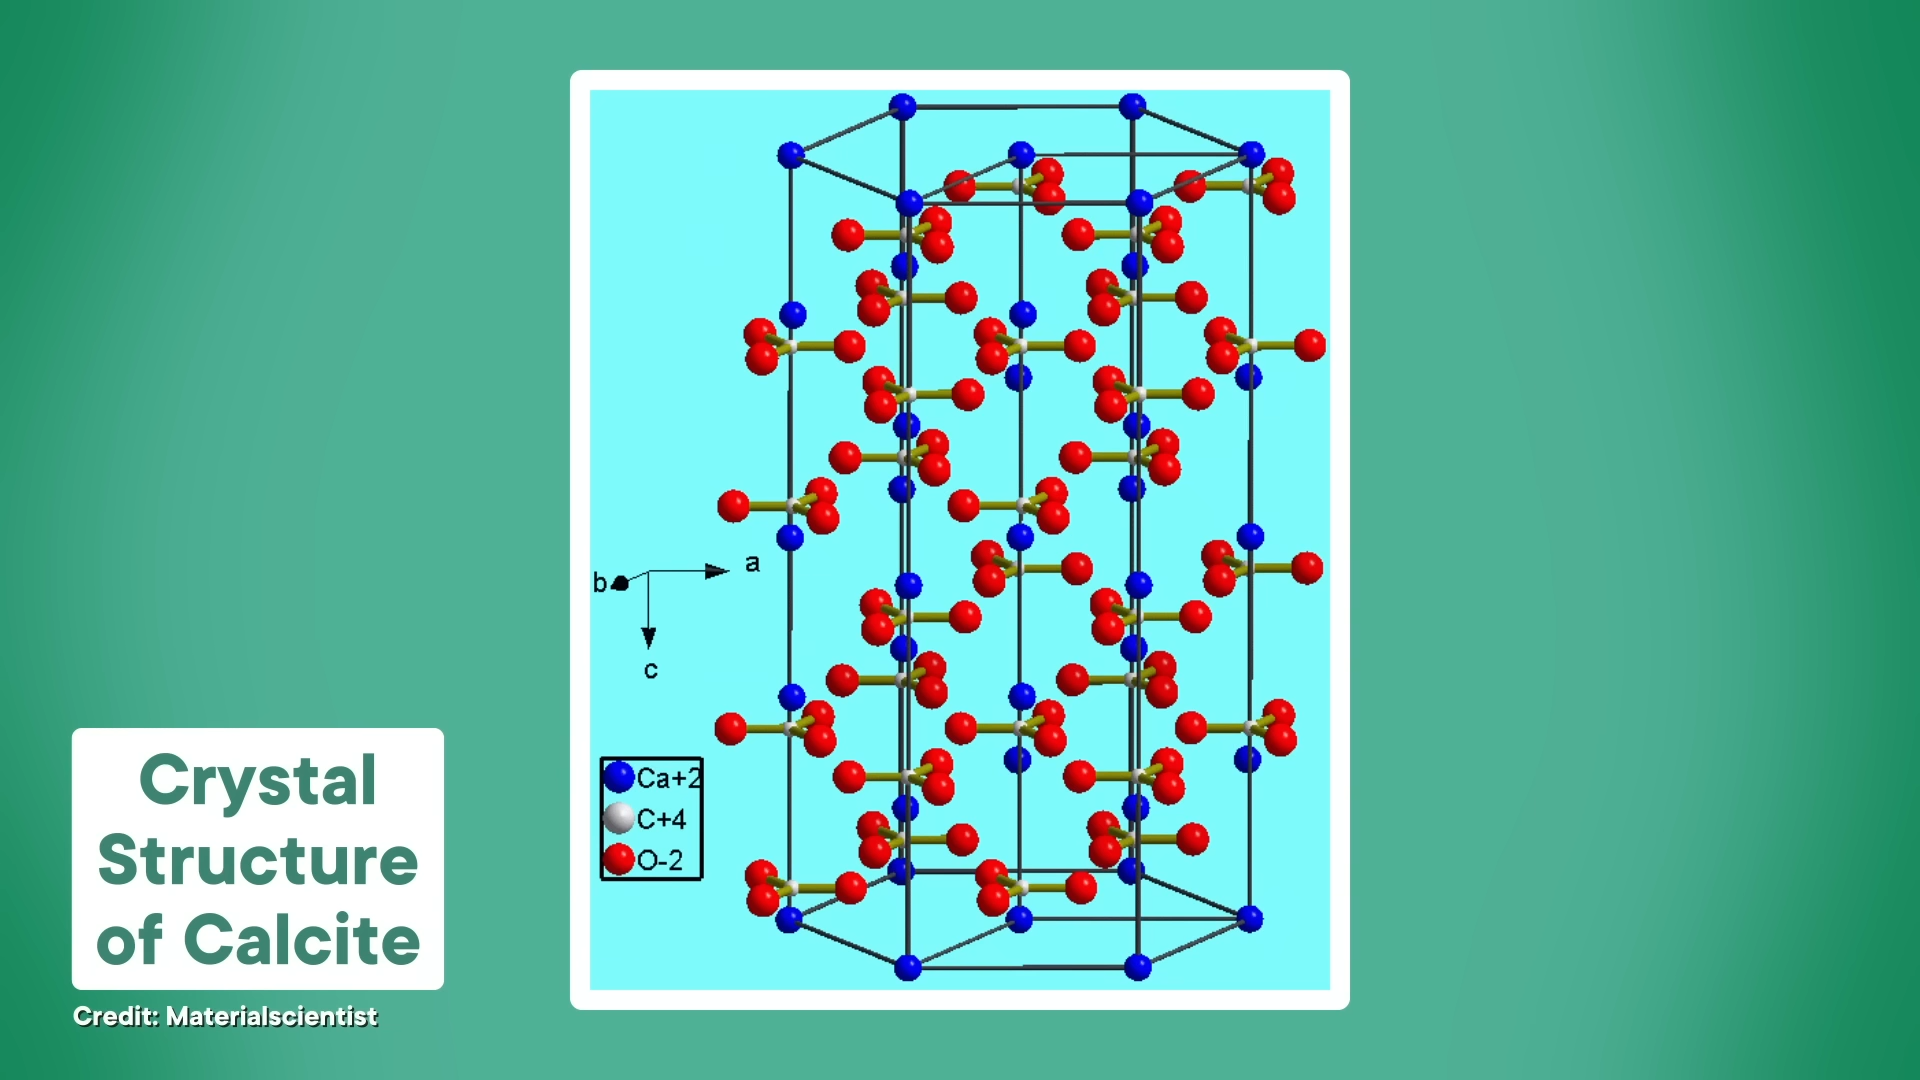 a
b
c
Ca+2
C+4
O-2
Crystal
Structure
of Calcite
Credit: Materialscientist